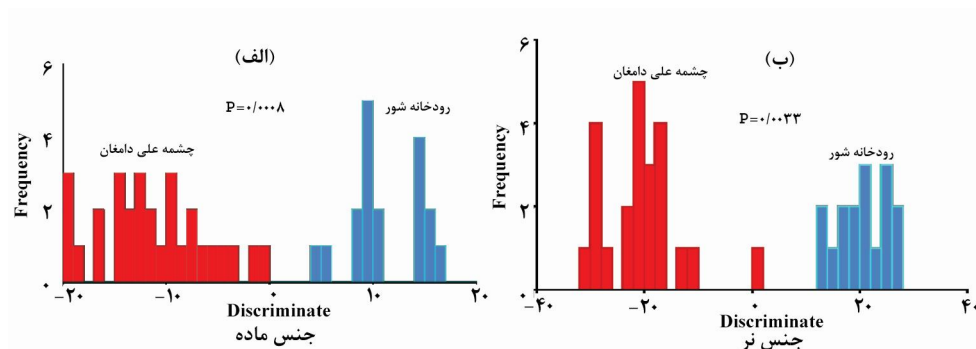 (الف)
۶
۴
۲
۰
Frequency
چشمه علی دامغان
P=۰/۰۰۰۸
رودخانه شور
-۲۰
-۱۰
۰
۱۰
۲۰
Discriminate
جنس ماده
(ب)
۶
۴
۲
۰
Frequency
چشمه علی دامغان
P=۰/۰۰۳۳
رودخانه شور
-۴۰
-۲۰
۰
۲۰
۴۰
Discriminate
جنس نر